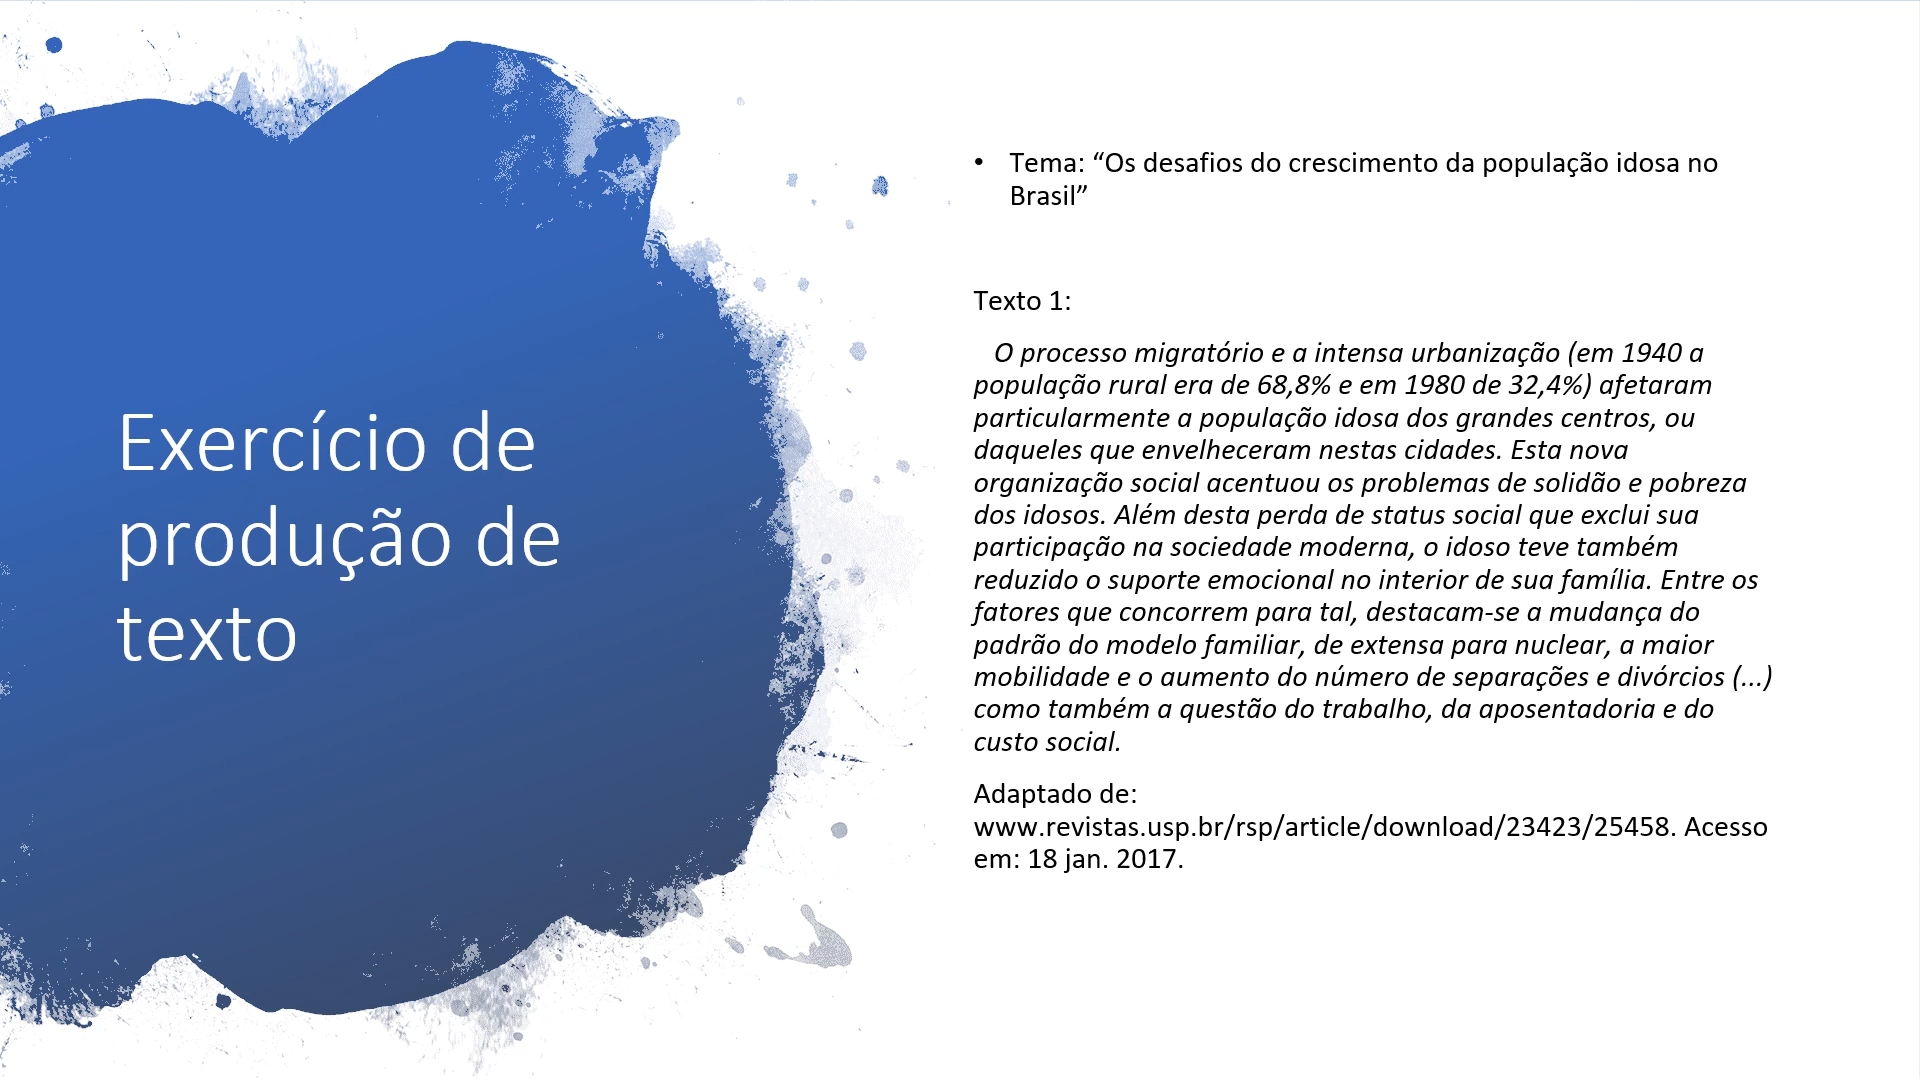 Exercício de
produção de
texto
• Tema: “Os desafios do crescimento da população idosa no
Brasil”
Texto 1:
O processo migratório e a intensa urbanização (em 1940 a
população rural era de 68,8% e em 1980 de 32,4%) afetaram
particularmente a população idosa dos grandes centros, ou
daqueles que envelheceram nestas cidades. Esta nova
organização social acentuou os problemas de solidão e pobreza
dos idosos. Além desta perda de status social que exclui sua
participação na sociedade moderna, o idoso teve também
reduzido o suporte emocional no interior de sua família. Entre os
fatores que concorrem para tal, destacam-se a mudança do
padrão do modelo familiar, de extensa para nuclear, a maior
mobilidade e o aumento do número de separações e divórcios (...)
como também a questão do trabalho, da aposentadoria e do
custo social.
Adaptado de:
www.revistas.usp.br/rsp/article/download/23423/25458. Acesso
em: 18 jan. 2017.